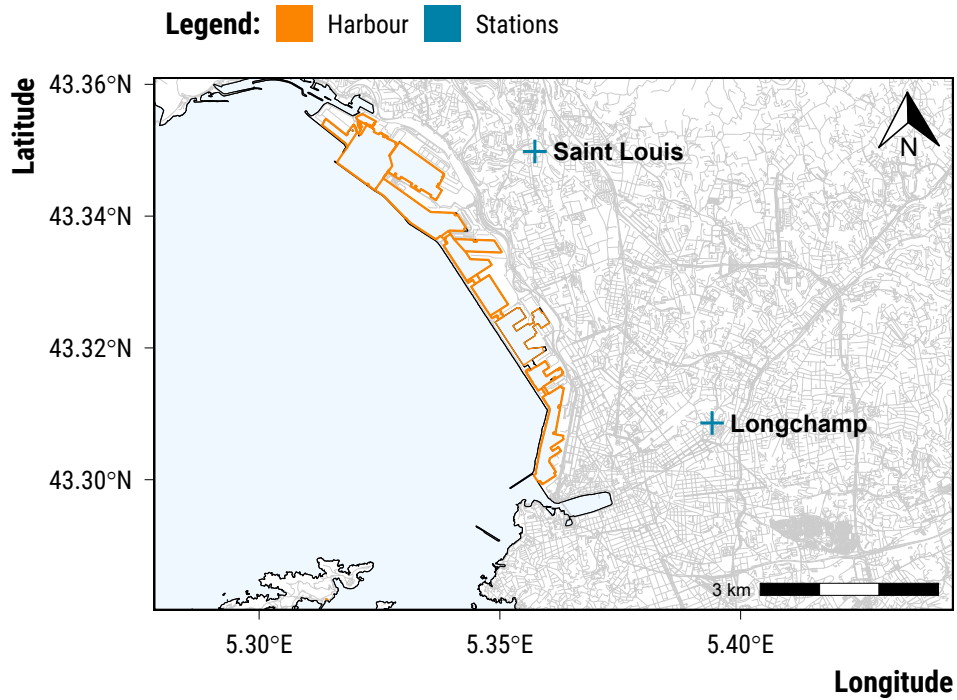 Legend: Harbour Stations
Latitude
43.36°N
43.34°N
43.32°N
43.30°N
Saint Louis
N
Longchamp
3 km
5.30°E 5.35°E 5.40°E
Longitude